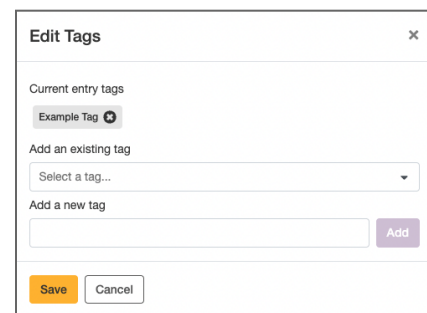 Edit Tags ×
Current entry tags
Example Tag
Add an existing tag
Select a tag...
Add a new tag
Add
Save Cancel